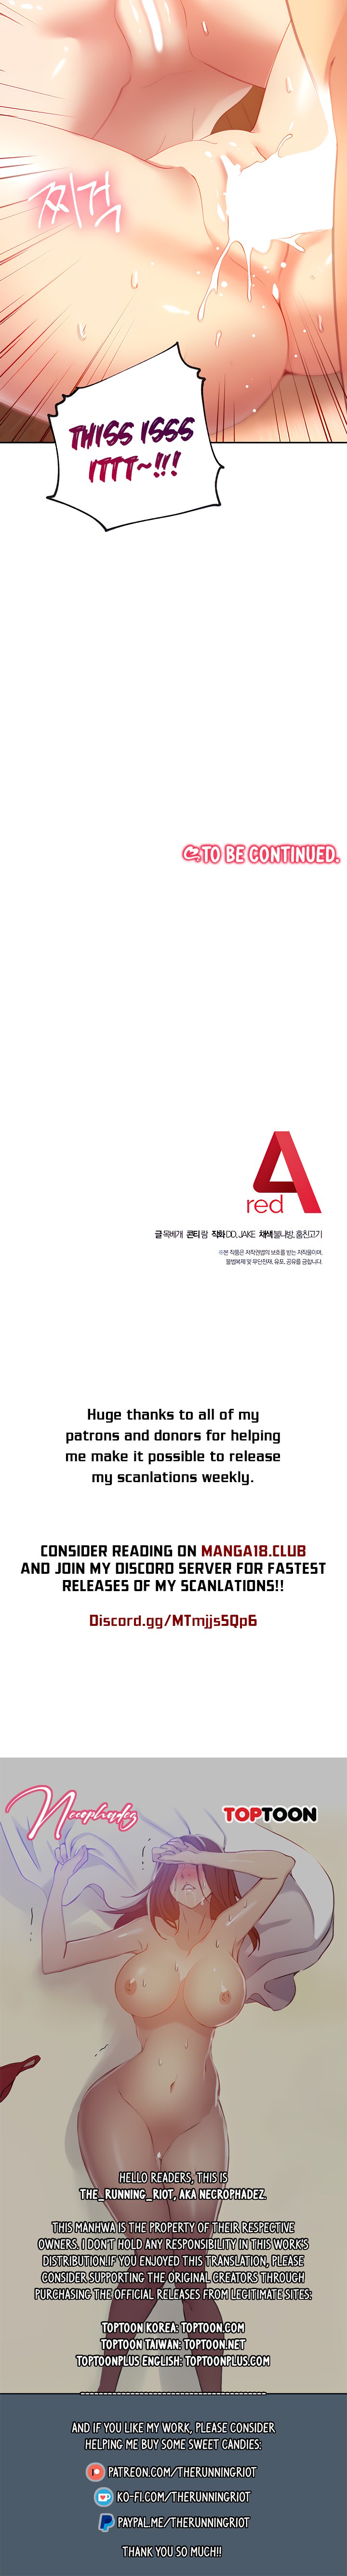 찌걱
THISS ISSS
ITTT~!!!
TO BE CONTINUED.
red
글 목베개 콘티 람 작화 DD, JAKE 채색 불나방, 훔친고기
※본 작품은 저작권법의 보호를 받는 저작물이며,
불법복제 및 무단전재, 유포, 공유를 금합니다.
Huge thanks to all of my
patrons and donors for helping
me make it possible to release
my scanlations weekly.
CONSIDER READING ON MANGA18.CLUB
AND JOIN MY DISCORD SERVER FOR FASTEST
RELEASES OF MY SCANLATIONS!!
Discord.gg/MTmjjs5Qp6
Necrophadez
TOPTOON
HELLO READERS, THIS IS
THE_RUNNING_RIOT, AKA NECROPHADEZ.
THIS MANHWA IS THE PROPERTY OF THEIR RESPECTIVE
OWNERS. I DON'T HOLD ANY RESPONSIBILITY IN THIS WORK'S
DISTRIBUTION.IF YOU ENJOYED THIS TRANSLATION, PLEASE
CONSIDER SUPPORTING THE ORIGINAL CREATORS THROUGH
PURCHASING THE OFFICIAL RELEASES FROM LEGITIMATE SITES:
TOPTOON KOREA: TOPTOON.COM
TOPTOON TAIWAN: TOPTOON.NET
TOPTOONPLUS ENGLISH: TOPTOONPLUS.COM
AND IF YOU LIKE MY WORK, PLEASE CONSIDER
HELPING ME BUY SOME SWEET CANDIES:
PATREON.COM/THERUNNINGRIOT
KO-FI.COM/THERUNNINGRIOT
PAYPAL.ME/THERUNNINGRIOT
THANK YOU SO MUCH!!